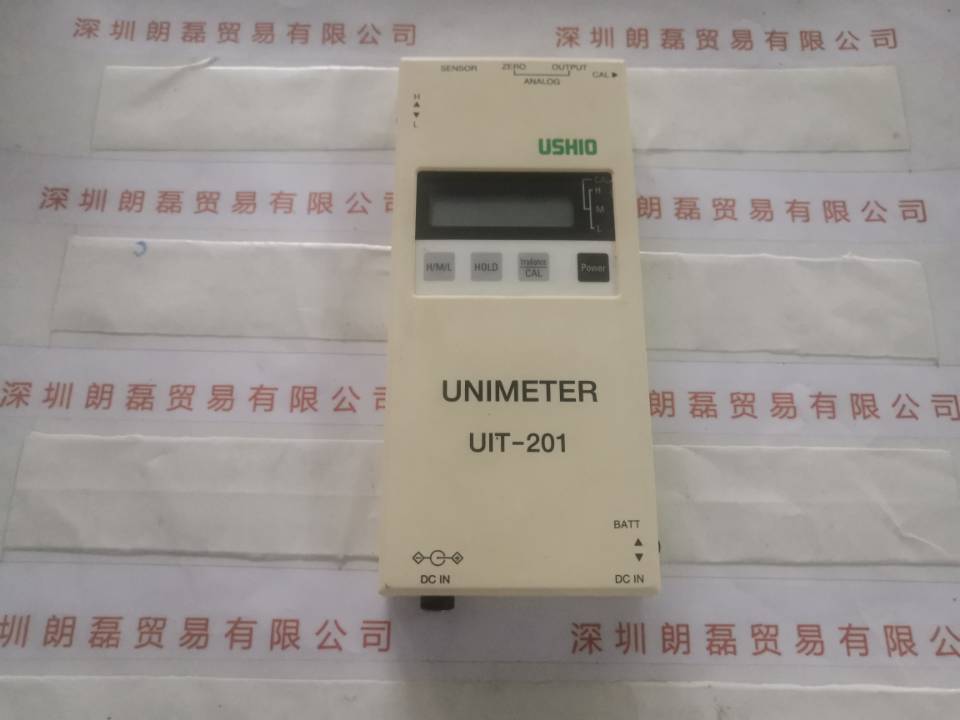 深圳朗磊贸易有限公司
深圳朗磊贸易有限公司
SENSOR
ZERO OUTPUT
CAL ▶
ANALOG
H
▲
▼
L
USHIO
CAL
H
M
L
深圳朗磊贸易有限公
朗磊贸易有限公司
H/M/L HOLD Irradiance CAL Power
UNIMETER
深圳朗磊贸易有限公
朗磊贸易有限公司
UIT-201
BATT
▲
▼
DC IN
DC IN
圳朗磊贸易有限公司
深圳朗磊贸易有限公